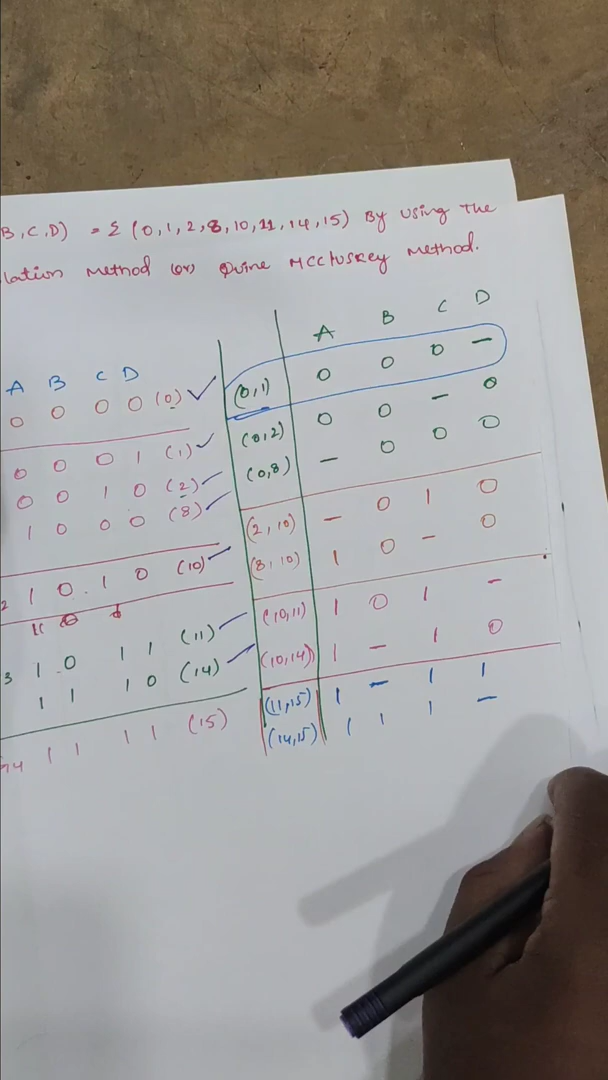 B, C, D) = Σ (0, 1, 2, 8, 10, 11, 14, 15) By using the
lation Method (or) Quine MCCluskey Method.
A B C D
0 0 0 0 (0) ✓
0 0 0 1 (1) ✓
0 0 1 0 (2)
1 0 0 0 (8)
2 1 0 1 0 (10)
3 1 0 1 1 (11)
1 1 1 0 (14)
1 1 1 1 (15)
A B C D
(0,1) 0 0 0 -
(0,2) 0 0 - 0
(0,8) - 0 0 0
(2,10) - 0 1 0
(8,10) 1 0 - 0
(10,11) 1 0 1 -
(10,14) 1 - 1 0
(11,15) 1 - 1 1
(14,15) 1 1 1 -